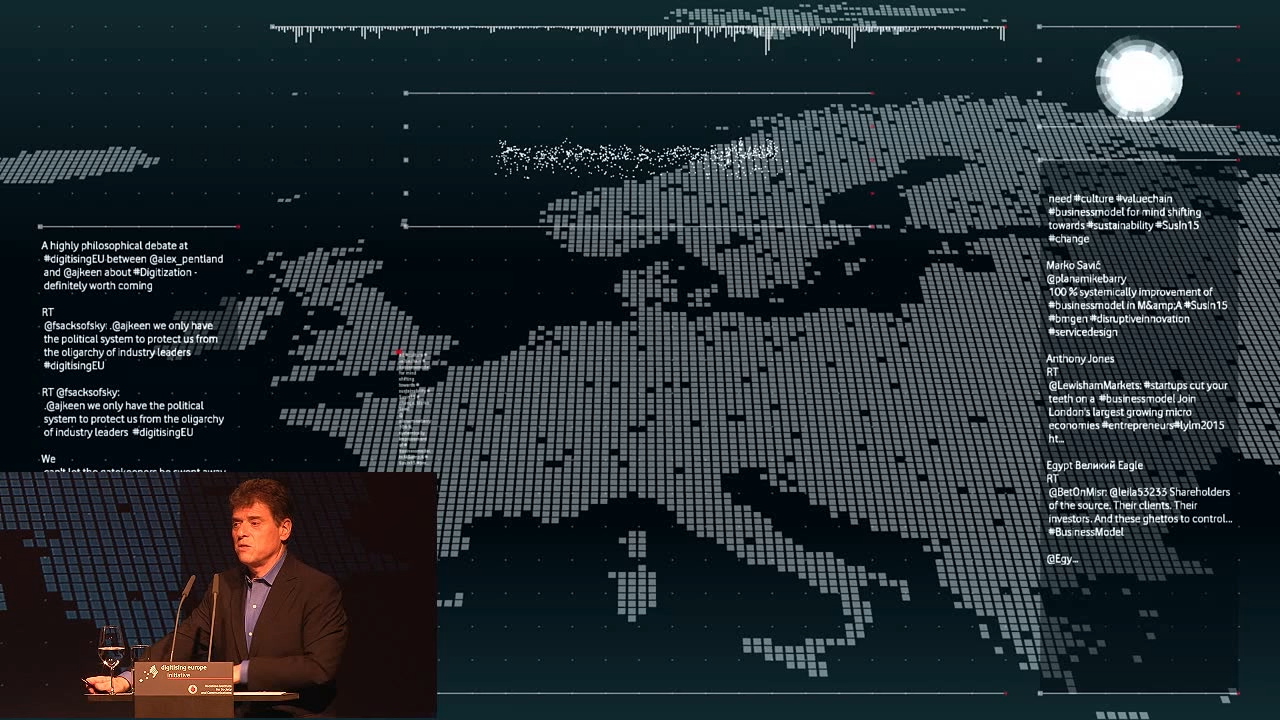 A highly philosophical debate at
#digitisingEU between @alex_pentland
and @ajkeen about #Digitization -
definitely worth coming
RT
@fsacksofsky: .@ajkeen we only have
the political system to protect us from
the oligarchy of industry leaders
#digitisingEU
RT @fsacksofsky:
.@ajkeen we only have the political
system to protect us from the oligarchy
of industry leaders #digitisingEU
We
need #culture #valuechain
#businessmodel for mind shifting
towards #sustainability #SusIn15
#change
Marko Savić
@planamikebarry
100 % systemically improvement of
#businessmodel in M&amp;A #SusIn15
#bmgen #disruptiveinnovation
#servicedesign
Anthony Jones
RT
@LewishamMarkets: #startups cut your
teeth on a #businessmodel Join
London's largest growing micro
economies #entrepreneurs#lylm2015
ht...
Egypt Великий Eagle
RT
@BetOnMisr: @leila53233 Shareholders
of the source. Their clients. Their
investors. And these ghettos to control...
#BusinessModel
@Egy...
digitising europe
initiative